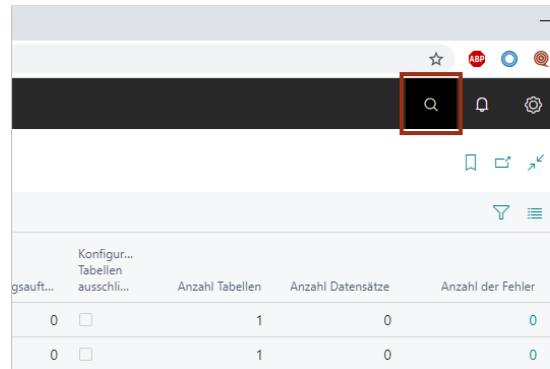 ABP
Konfigur...
Tabellen
gsauft... ausschli... Anzahl Tabellen Anzahl Datensätze Anzahl der Fehler
0 1 0 0
0 1 0 0